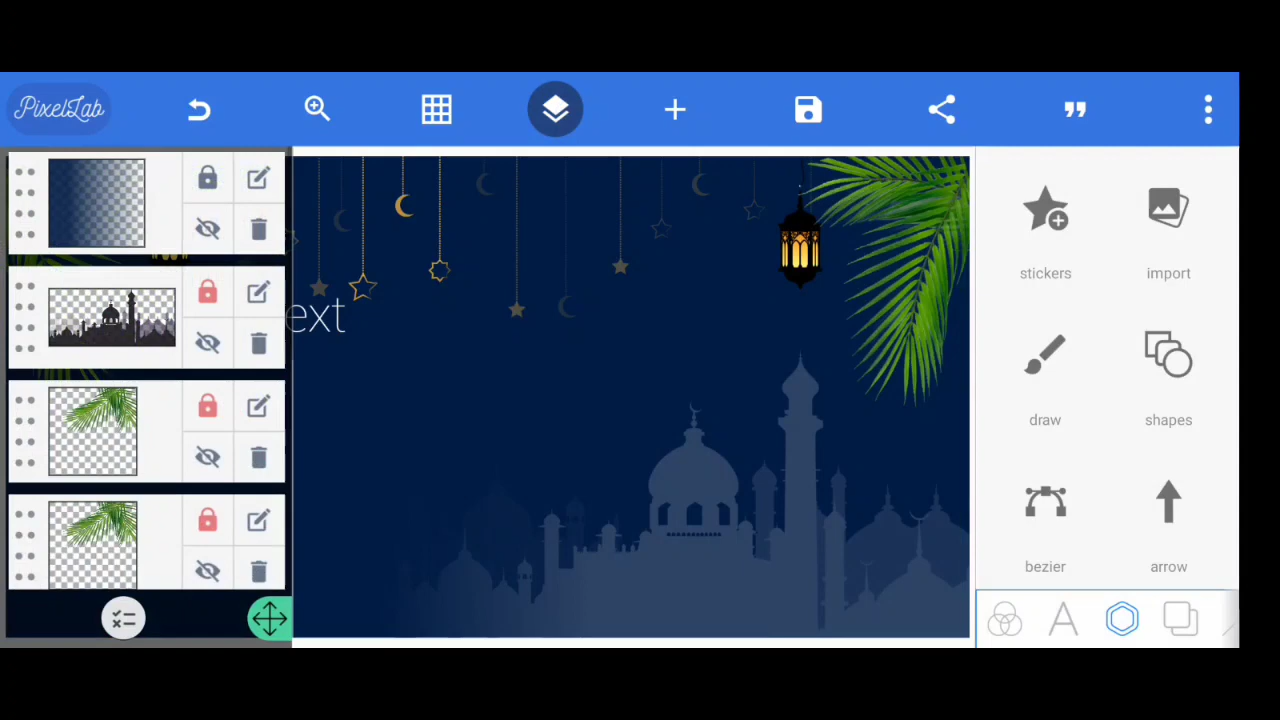 PixelLab
ext
stickers
import
draw
shapes
bezier
arrow